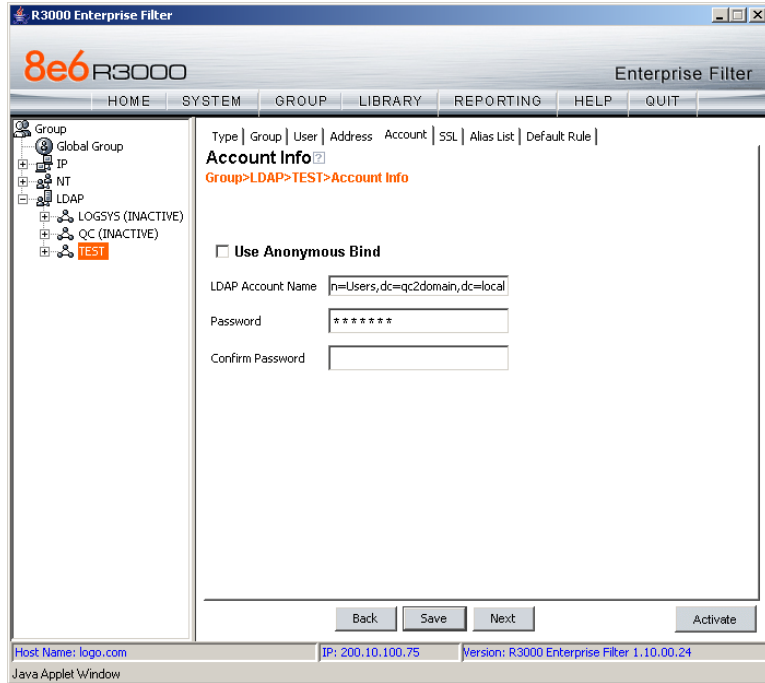 R3000 Enterprise Filter
8e6 R3000
Enterprise Filter
HOME SYSTEM GROUP LIBRARY REPORTING HELP QUIT
Group
Global Group
IP
NT
LDAP
LOGSYS (INACTIVE)
QC (INACTIVE)
TEST
Type | Group | User | Address Account | SSL | Alias List | Default Rule |
Account Info ?
Group>LDAP>TEST>Account Info
Use Anonymous Bind
LDAP Account Name n=Users,dc=qc2domain,dc=local
Password *******
Confirm Password
Back Save Next Activate
Host Name: logo.com IP: 200.10.100.75 Version: R3000 Enterprise Filter 1.10.00.24
Java Applet Window